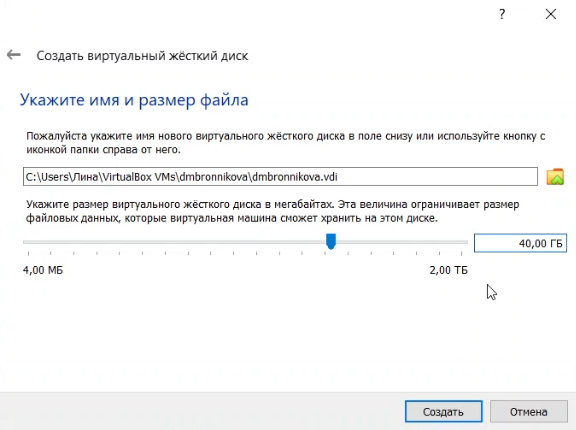 ?
Создать виртуальный жёсткий диск
Укажите имя и размер файла
Пожалуйста укажите имя нового виртуального жёсткого диска в поле снизу или используйте кнопку с
иконкой папки справа от него.
C:\Users\Лина\VirtualBox VMs\dmbronnikova\dmbronnikova.vdi
Укажите размер виртуального жёсткого диска в мегабайтах. Эта величина ограничивает размер
файловых данных, которые виртуальная машина сможет хранить на этом диске.
40,00 ГБ
4,00 МБ 2,00 ТБ
Создать Отмена